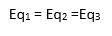 Eq₁ = Eq₂ =Eq₃